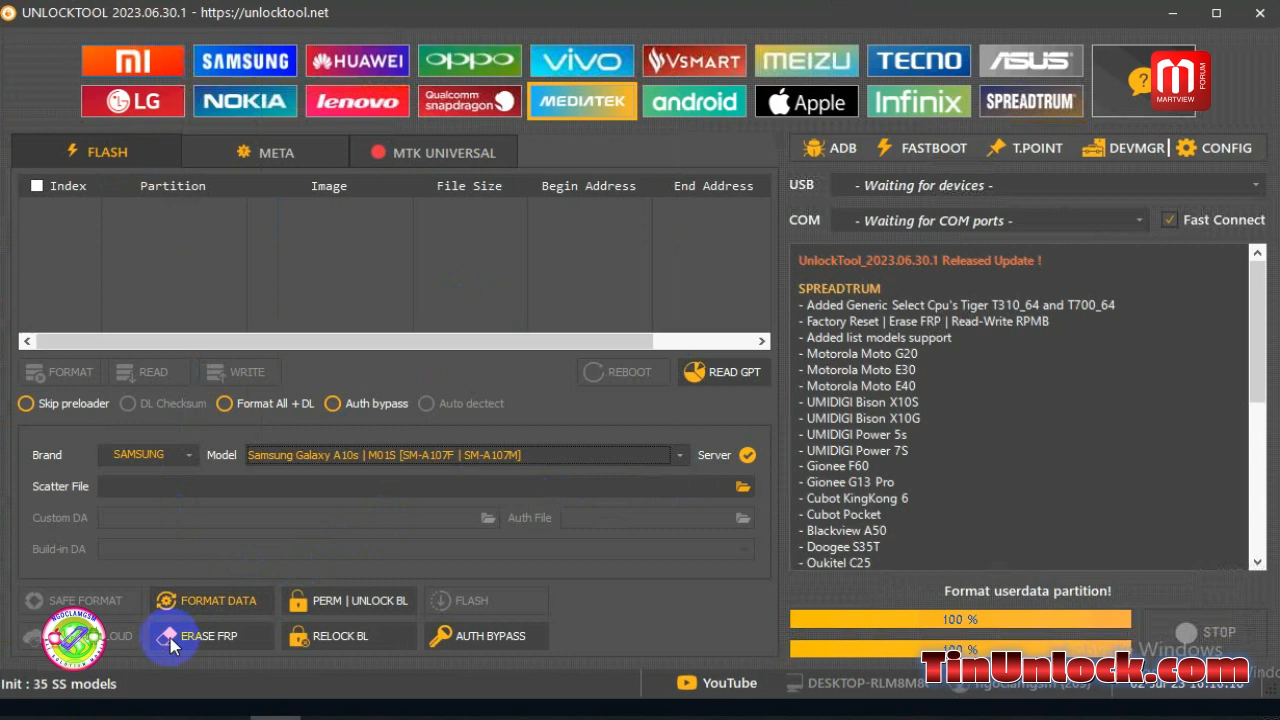 UNLOCKTOOL 2023.06.30.1 - https://unlocktool.net
MI
SAMSUNG
HUAWEI
oppo
vivo
VSMART
MEIZU
TECNO
ASUS
LG
NOKIA
lenovo
Qualcomm snapdragon
MEDIATEK
android
Apple
Infinix
SPREADTRUM
MARTVIEW
FORUM
FLASH
META
MTK UNIVERSAL
ADB
FASTBOOT
T.POINT
DEVMGR
CONFIG
Index Partition Image File Size Begin Address End Address
USB - Waiting for devices -
COM - Waiting for COM ports -
Fast Connect
FORMAT
READ
WRITE
REBOOT
READ GPT
Skip preloader
DL Checksum
Format All + DL
Auth bypass
Auto dectect
Brand SAMSUNG Model Samsung Galaxy A10s | M01S [SM-A107F | SM-A107M] Server
Scatter File
Custom DA
Auth File
Build-in DA
SAFE FORMAT
FORMAT DATA
PERM | UNLOCK BL
FLASH
NGOCLAMGSM
OUD
ERASE FRP
RELOCK BL
AUTH BYPASS
UnlockTool_2023.06.30.1 Released Update !
SPREADTRUM
- Added Generic Select Cpu's Tiger T310_64 and T700_64
- Factory Reset | Erase FRP | Read-Write RPMB
- Added list models support
- Motorola Moto G20
- Motorola Moto E30
- Motorola Moto E40
- UMIDIGI Bison X10S
- UMIDIGI Bison X10G
- UMIDIGI Power 5s
- UMIDIGI Power 7S
- Gionee F60
- Gionee G13 Pro
- Cubot KingKong 6
- Cubot Pocket
- Blackview A50
- Doogee S35T
- Oukitel C25
Format userdata partition!
100 %
100 %
STOP
Windows
TinUnlock.com
Init : 35 SS models
YouTube